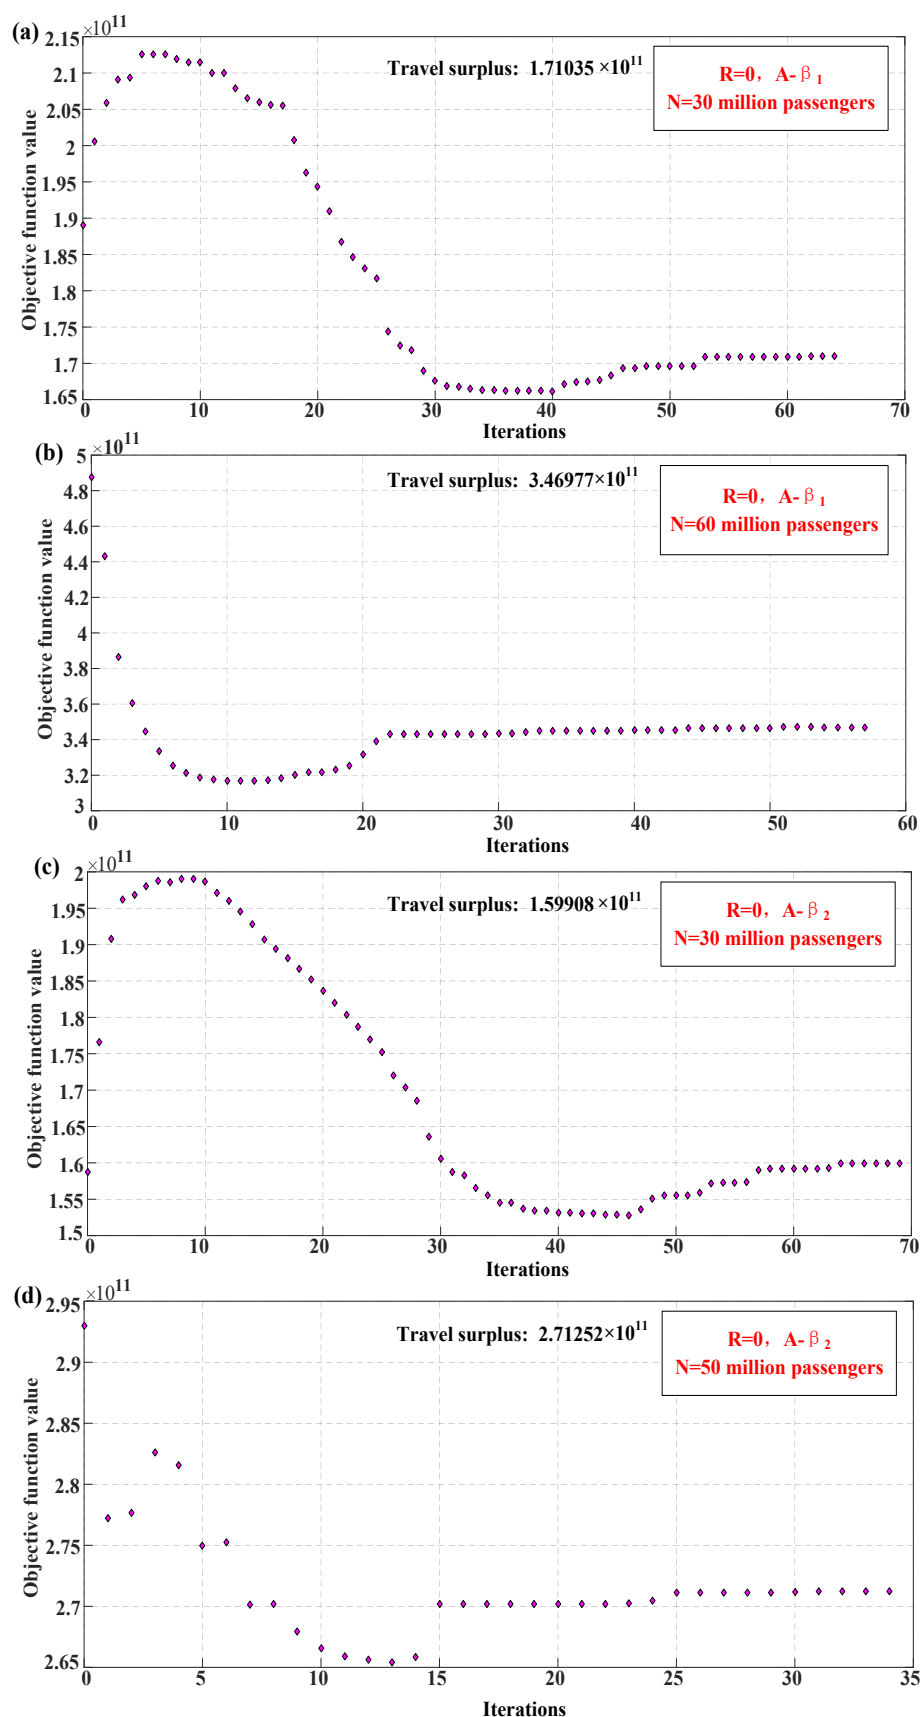 (a)
×10^11
2.15
2.1
2.05
2
1.95
1.9
1.85
1.8
1.75
1.7
1.65
Objective function value
Travel surplus: 1.71035 ×10^11
R=0, A-β1
N=30 million passengers
0 10 20 30 40 50 60 70
Iterations
(b)
×10^11
5
4.8
4.6
4.4
4.2
4
3.8
3.6
3.4
3.2
3
Objective function value
Travel surplus: 3.46977×10^11
R=0, A-β1
N=60 million passengers
0 10 20 30 40 50 60
Iterations
(c)
×10^11
2
1.95
1.9
1.85
1.8
1.75
1.7
1.65
1.6
1.55
1.5
Objective function value
Travel surplus: 1.59908 ×10^11
R=0, A-β2
N=30 million passengers
0 10 20 30 40 50 60 70
Iterations
(d)
×10^11
2.95
2.9
2.85
2.8
2.75
2.7
2.65
Objective function value
Travel surplus: 2.71252×10^11
R=0, A-β2
N=50 million passengers
0 5 10 15 20 25 30 35
Iterations